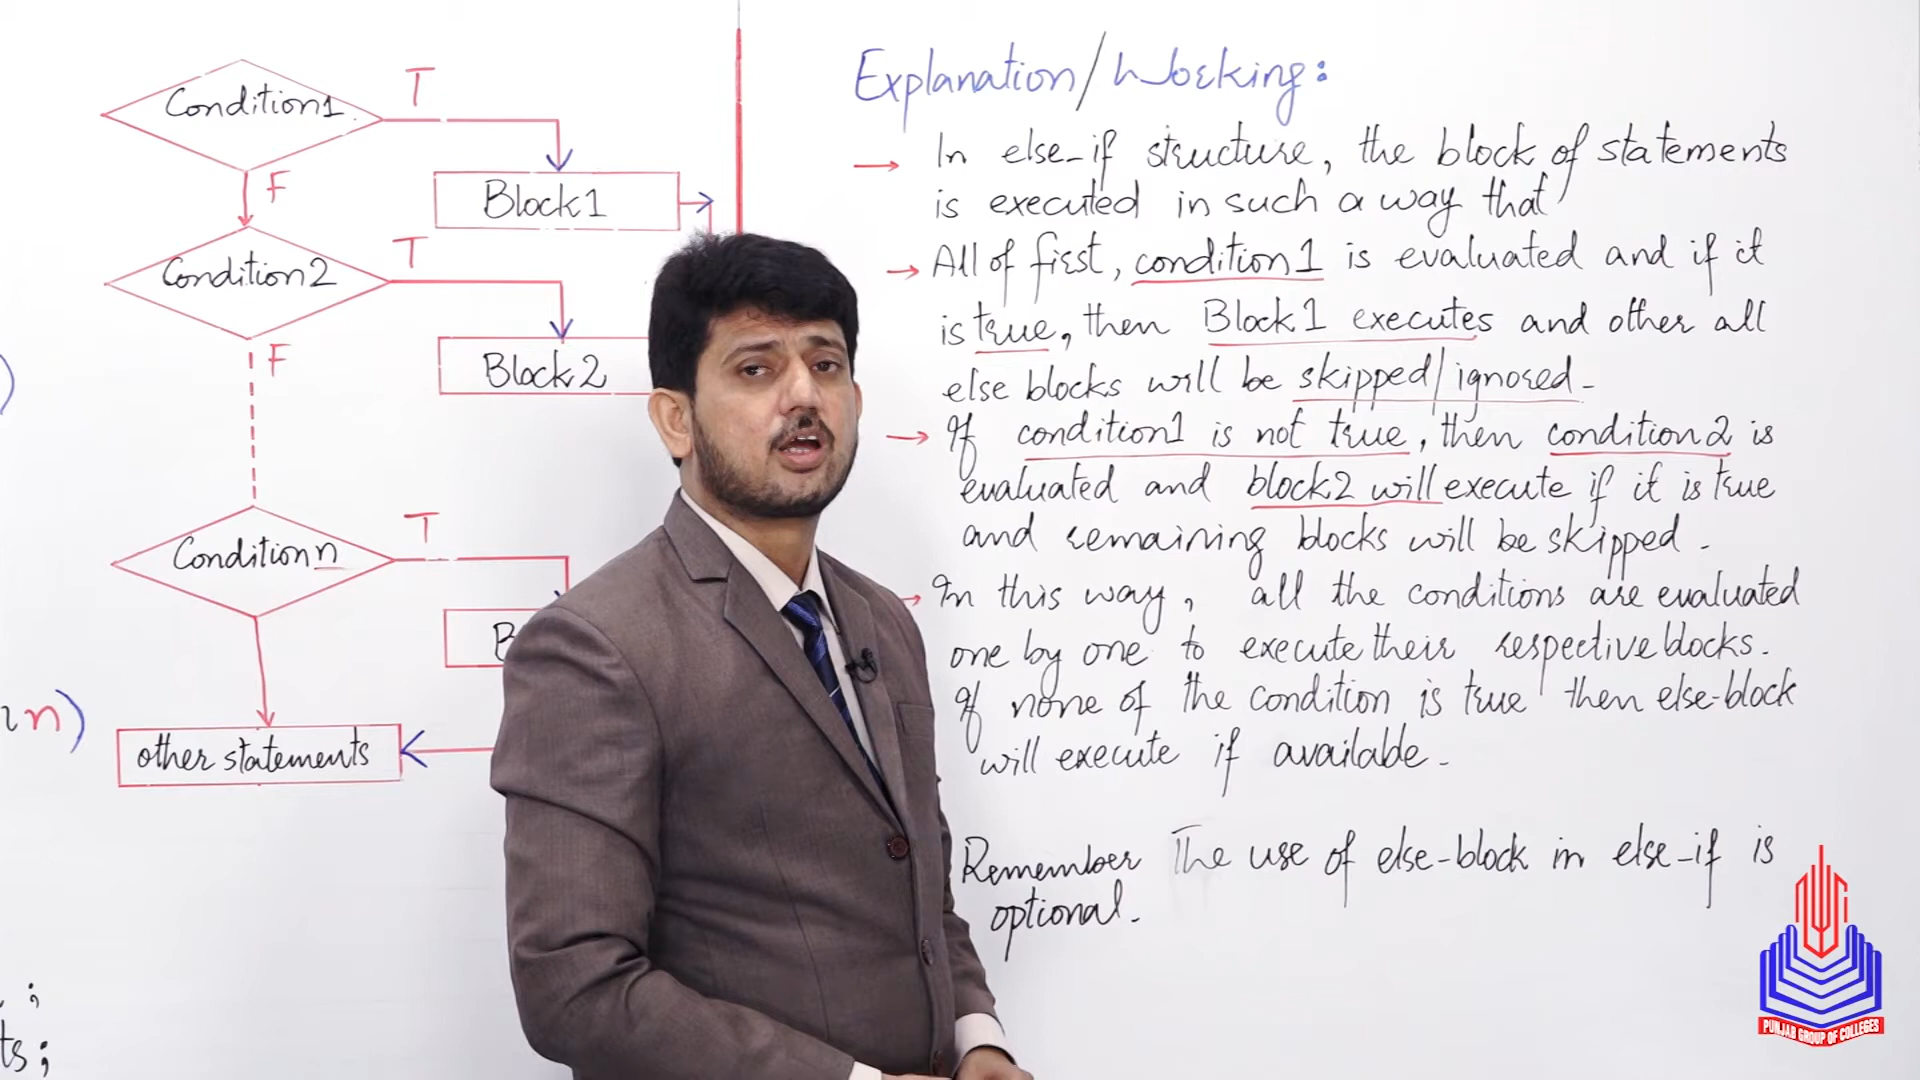 Condition1
T
F
Block1
Condition2
T
F
Block2
Condition n
T
B
n)
other statements
;
ts;
Explanation/Working:
→ In else-if structure, the block of statements
is executed in such a way that
→ All of first, condition1 is evaluated and if it
is true, then Block1 executes and other all
else blocks will be skipped/ignored.
→ If condition1 is not true, then condition2 is
evaluated and block2 will execute if it is true
and remaining blocks will be skipped.
→ In this way, all the conditions are evaluated
one by one to execute their respective blocks.
If none of the condition is true then else-block
will execute if available.
Remember The use of else-block in else-if is
optional.
PUNJAB GROUP OF COLLEGES